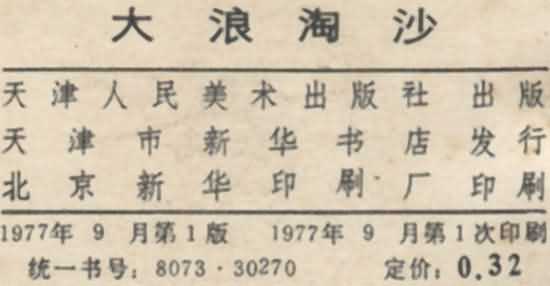 大浪淘沙
天津人民美术出版社出版
天津市新华书店发行
北京新华印刷厂印刷
1977年 9 月第1版 1977年 9 月第1次印刷
统一书号: 8073·30270 定价: 0.32